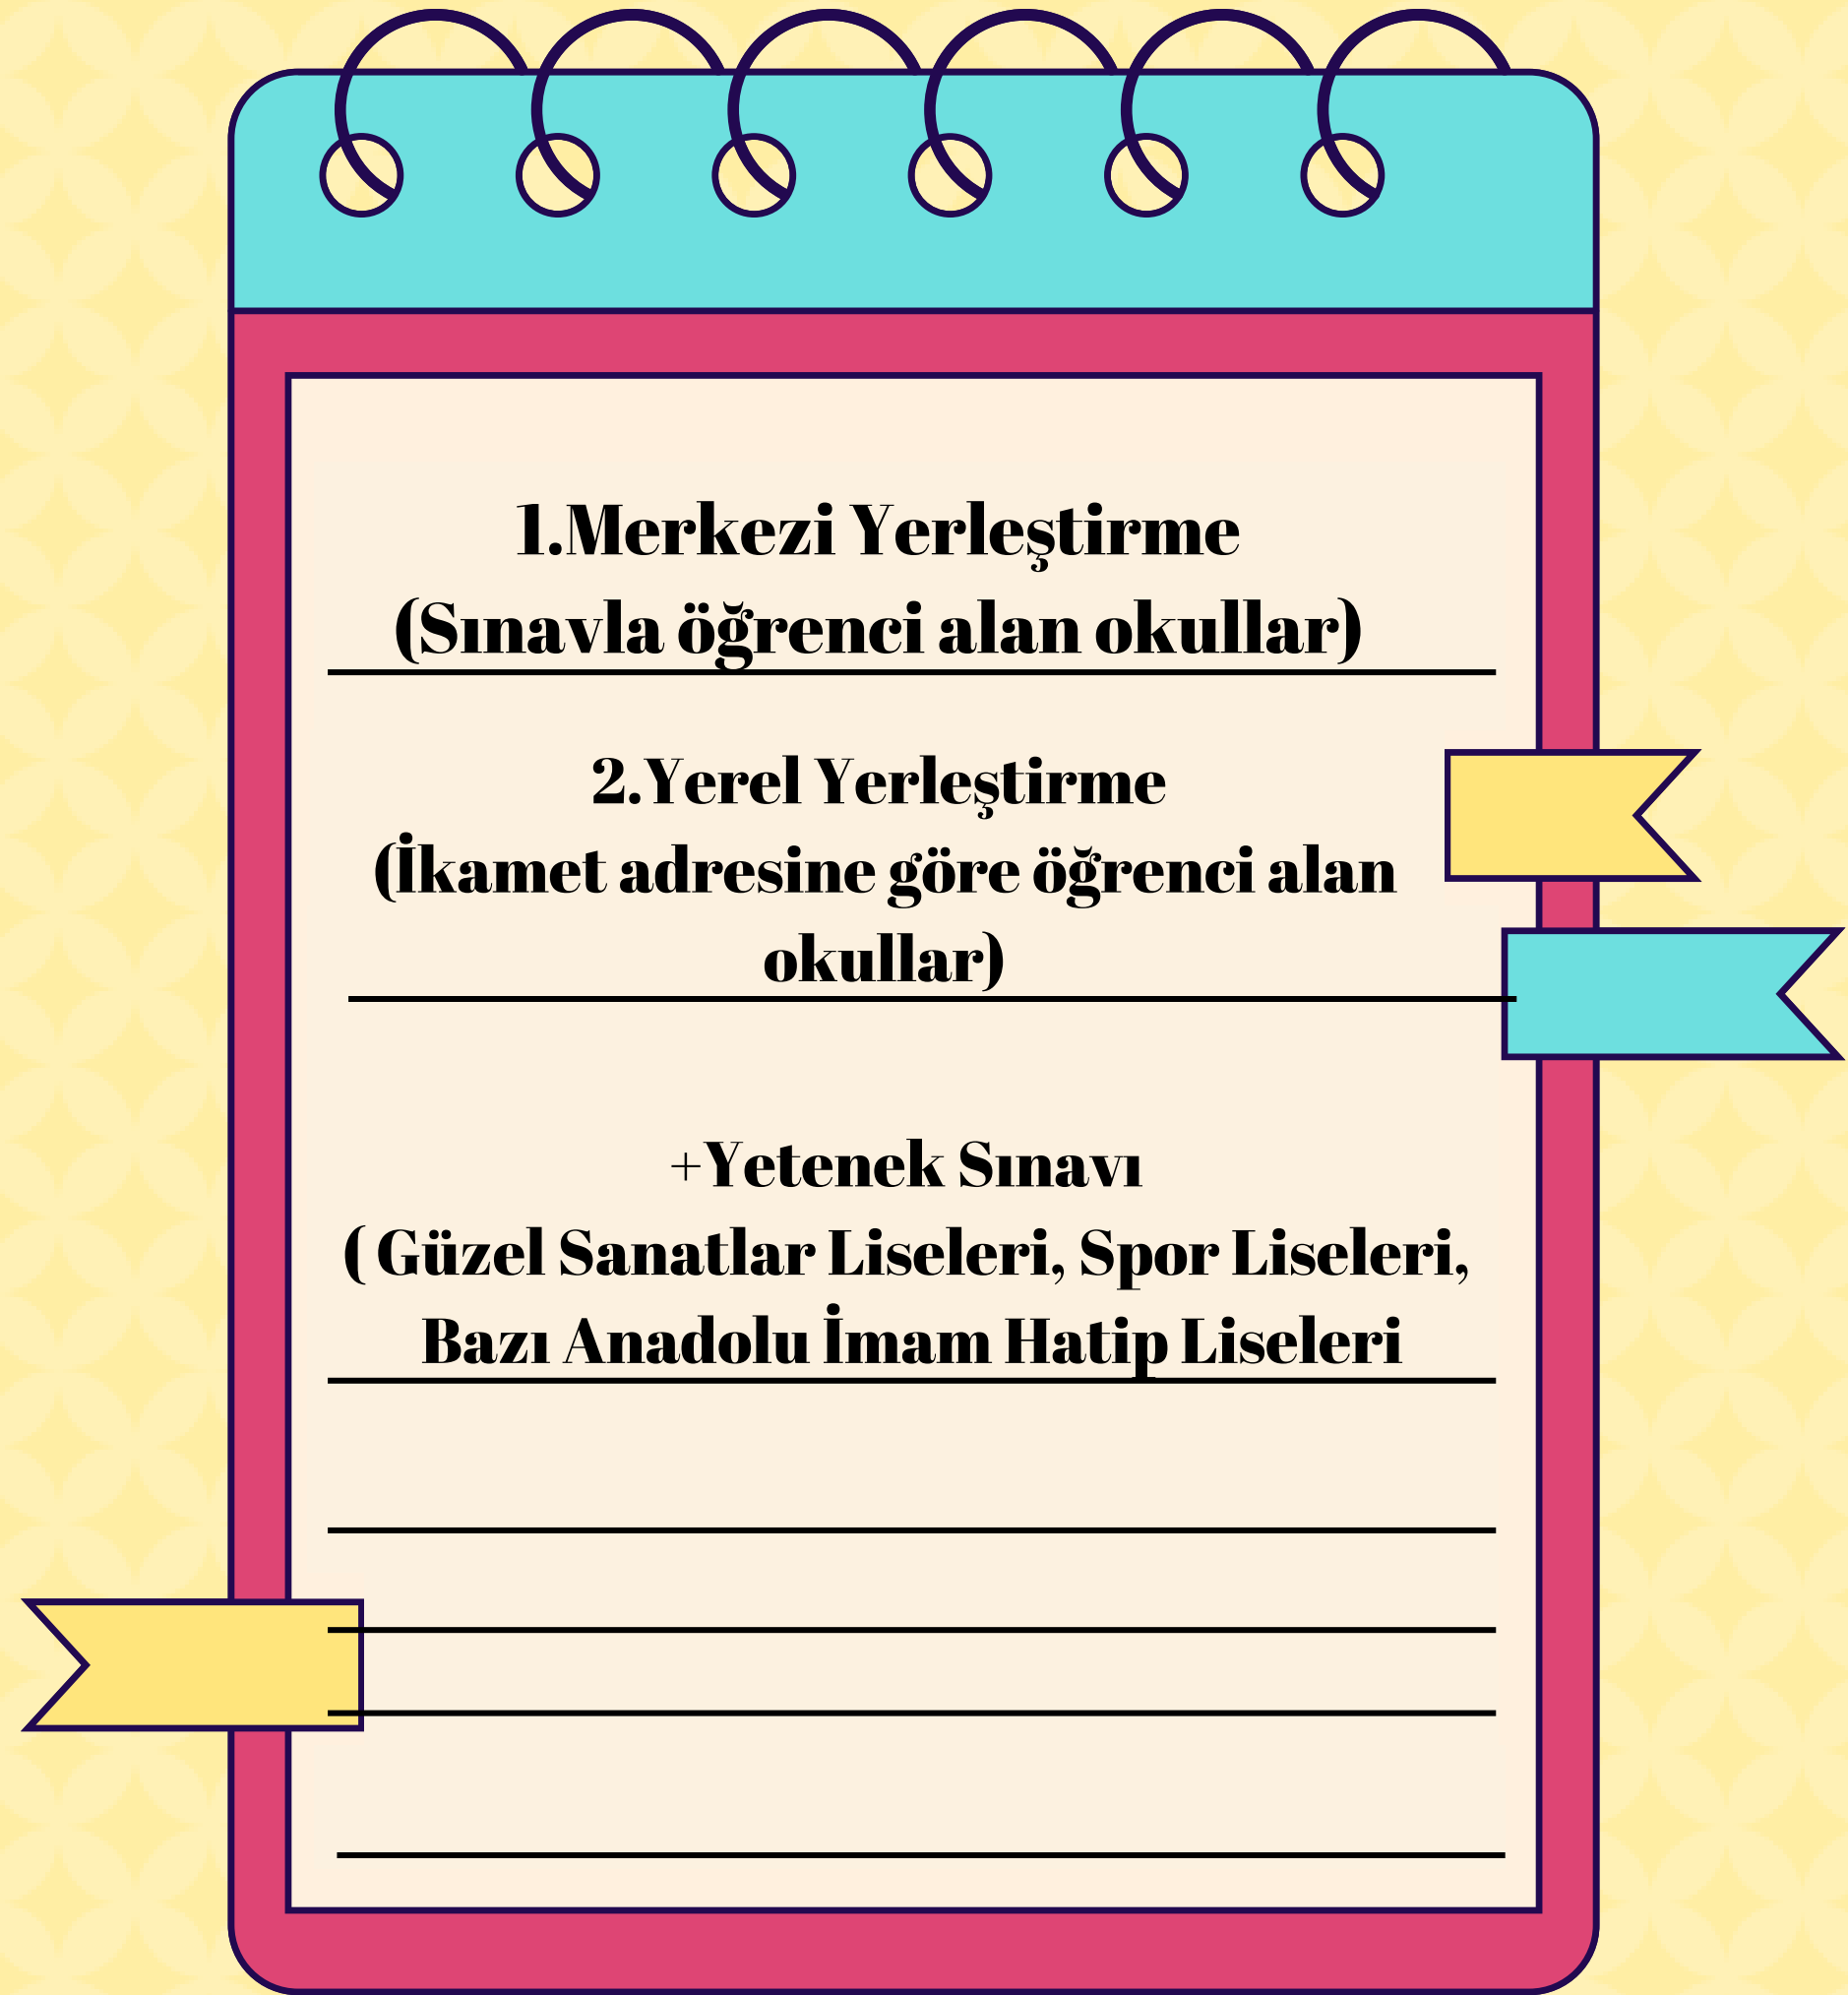 1.Merkezi Yerleştirme
(Sınavla öğrenci alan okullar)
2.Yerel Yerleştirme
(İkamet adresine göre öğrenci alan
okullar)
+Yetenek Sınavı
( Güzel Sanatlar Liseleri, Spor Liseleri,
Bazı Anadolu İmam Hatip Liseleri